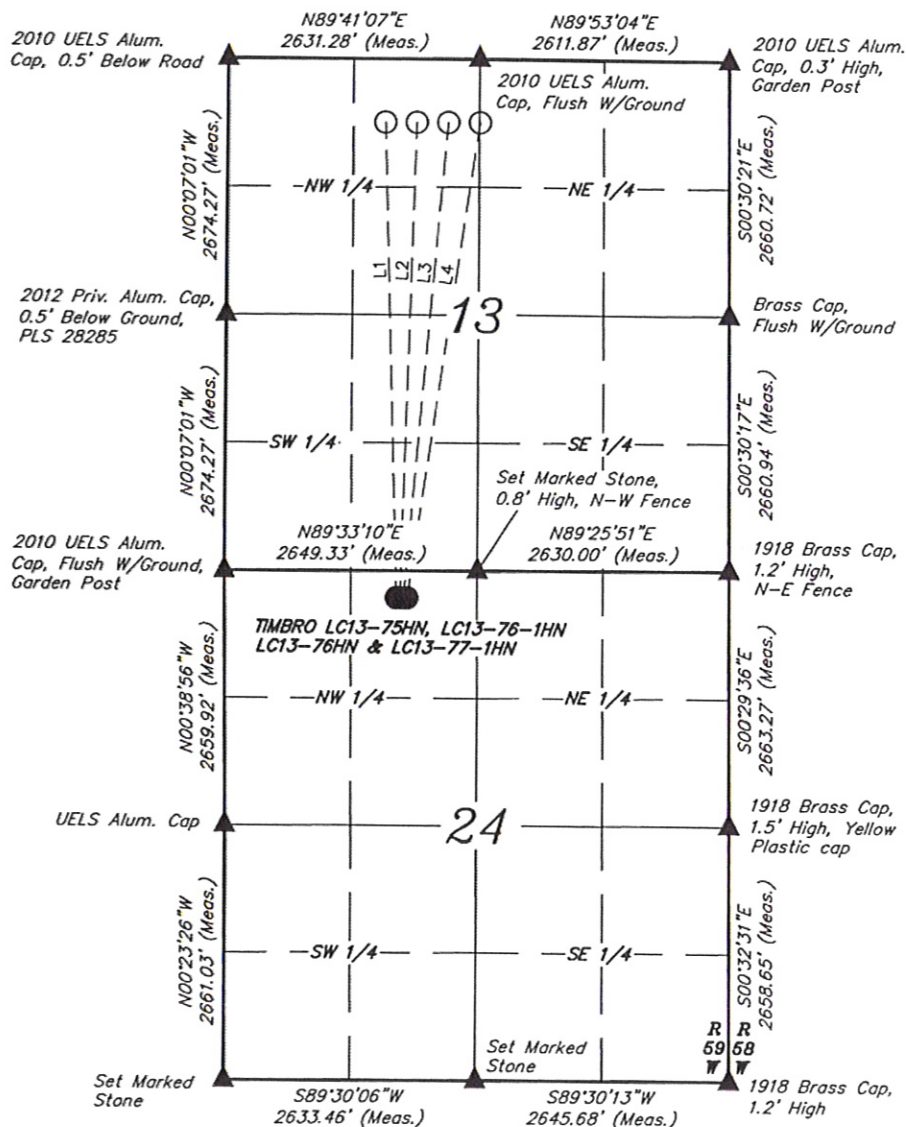 N89°41'07"E
2631.28' (Meas.)
N89°53'04"E
2611.87' (Meas.)
2010 UELS Alum.
Cap, 0.5' Below Road
2010 UELS Alum.
Cap, Flush W/Ground
2010 UELS Alum.
Cap, 0.3' High,
Garden Post
N00°07'01"W
2674.27' (Meas.)
NW 1/4
NE 1/4
S00°30'21"E
2660.72' (Meas.)
L1
L2
L3
L4
2012 Priv. Alum. Cap,
0.5' Below Ground,
PLS 28285
13
Brass Cap,
Flush W/Ground
N00°07'01"W
2674.27' (Meas.)
SW 1/4
SE 1/4
S00°30'17"E
2660.94' (Meas.)
Set Marked Stone,
0.8' High, N-W Fence
2010 UELS Alum.
Cap, Flush W/Ground,
Garden Post
N89°33'10"E
2649.33' (Meas.)
N89°25'51"E
2630.00' (Meas.)
1918 Brass Cap,
1.2' High,
N-E Fence
TIMBRO LC13-75HN, LC13-76-1HN
LC13-76HN & LC13-77-1HN
N00°38'56"W
2659.92' (Meas.)
NW 1/4
NE 1/4
S00°29'36"E
2663.27' (Meas.)
UELS Alum. Cap
24
1918 Brass Cap,
1.5' High, Yellow
Plastic cap
N00°23'26"W
2661.03' (Meas.)
SW 1/4
SE 1/4
S00°32'31"E
2658.65' (Meas.)
R R
59 58
W W
Set Marked
Stone
Set Marked
Stone
1918 Brass Cap,
1.2' High
S89°30'06"W
2633.46' (Meas.)
S89°30'13"W
2645.68' (Meas.)